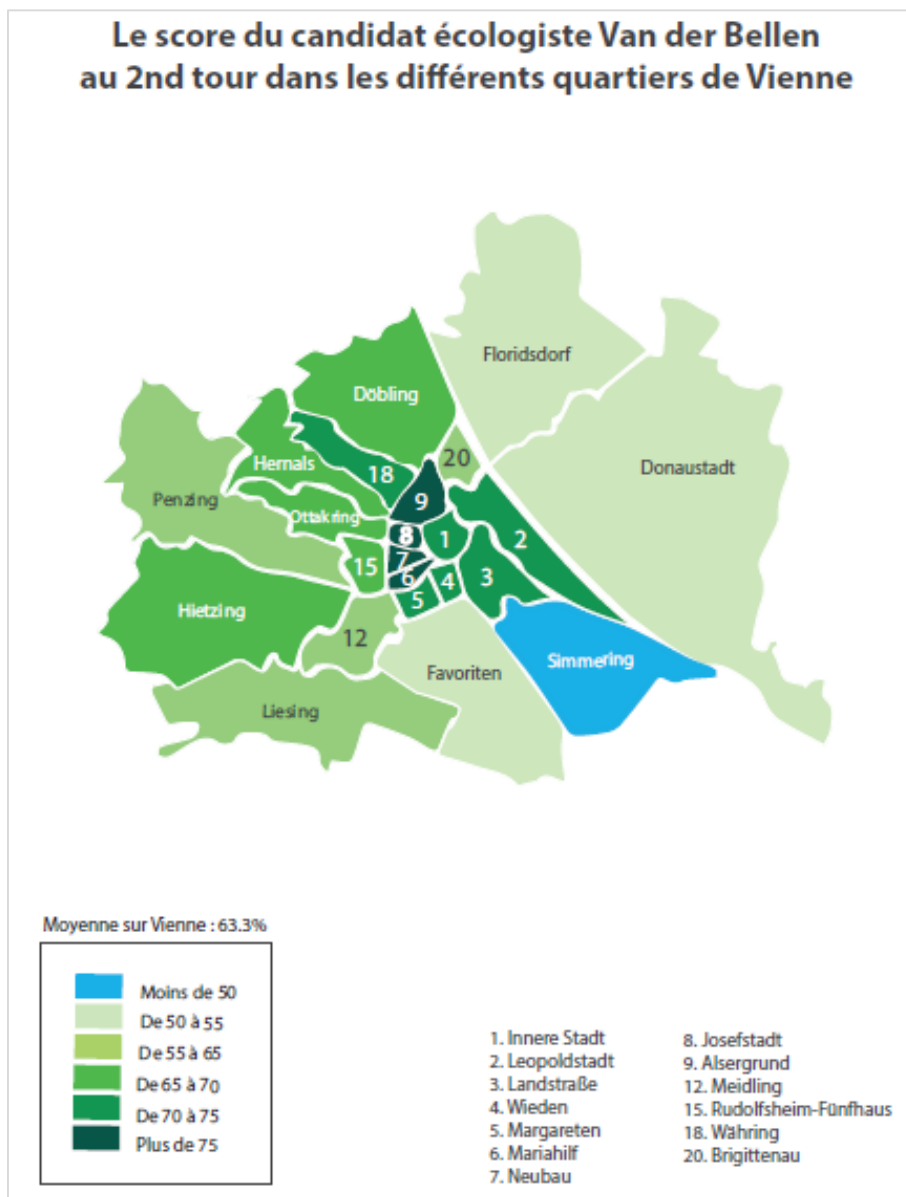 Le score du candidat écologiste Van der Bellen
au 2nd tour dans les différents quartiers de Vienne
Floridsdorf
Döbling
Donaustadt
20
Hernals
18
9
Penzing
Ottakring
8
1
2
7
15
6
3
4
5
Hietzing
12
Simmering
Favoriten
Liesing
Moyenne sur Vienne : 63.3%
Moins de 50
De 50 à 55
De 55 à 65
De 65 à 70
De 70 à 75
Plus de 75
1. Innere Stadt
2. Leopoldstadt
3. Landstraße
4. Wieden
5. Margareten
6. Mariahilf
7. Neubau
8. Josefstadt
9. Alsergrund
12. Meidling
15. Rudolfsheim-Fünfhaus
18. Währing
20. Brigittenau